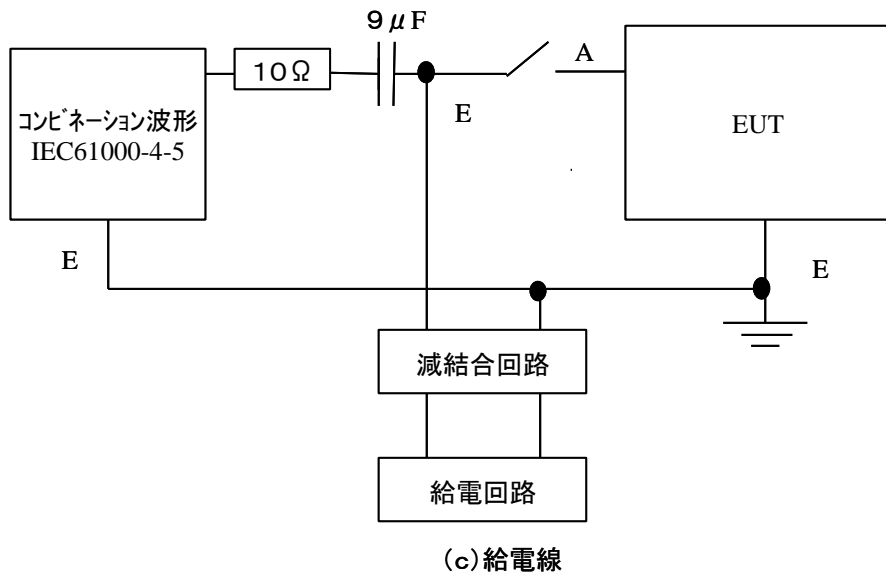 9μF
10Ω
A
コンビネーション波形
IEC61000-4-5
E
EUT
E
E
減結合回路
給電回路
(c)給電線